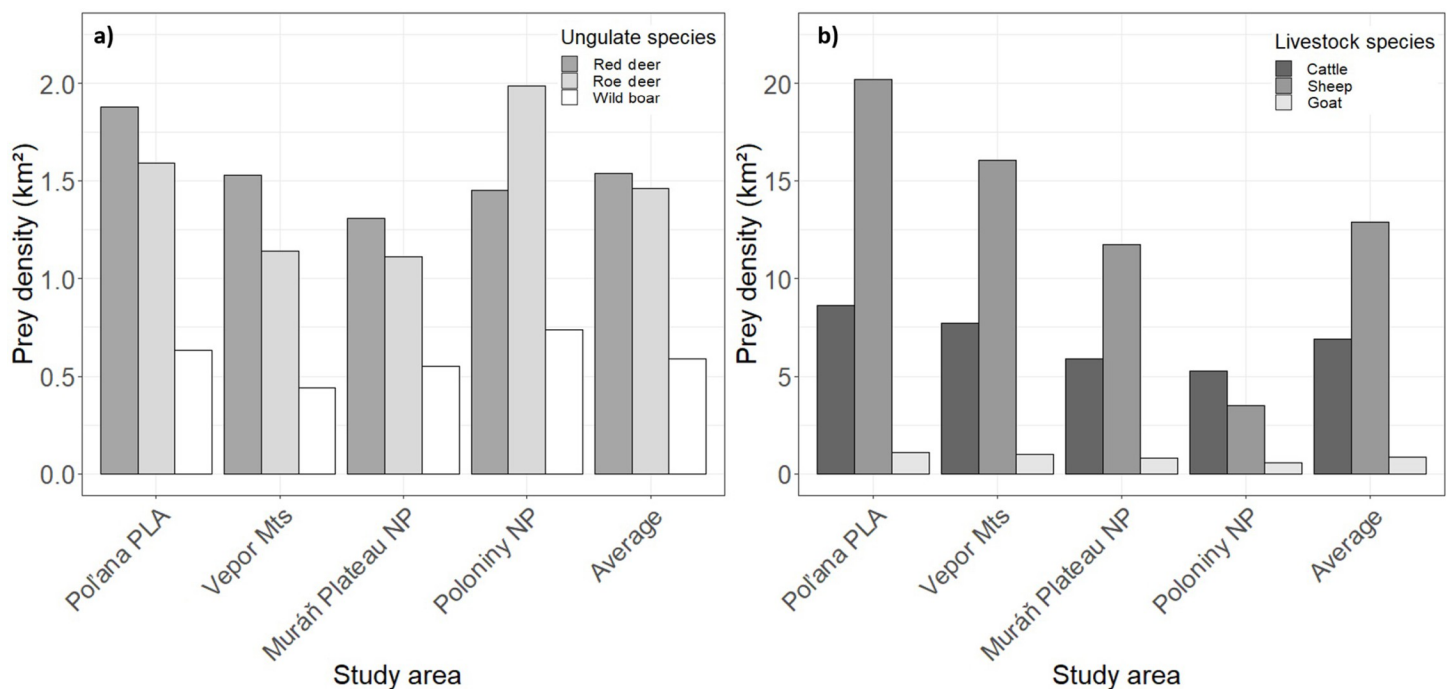 a)
Ungulate species
Red deer
Roe deer
Wild boar
Prey density (km²)
2.0
1.5
1.0
0.5
0.0
Poľana PLA
Vepor Mts
Muráň Plateau NP
Poloniny NP
Average
Study area
b)
Livestock species
Cattle
Sheep
Goat
Prey density (km²)
20
15
10
5
0
Poľana PLA
Vepor Mts
Muráň Plateau NP
Poloniny NP
Average
Study area